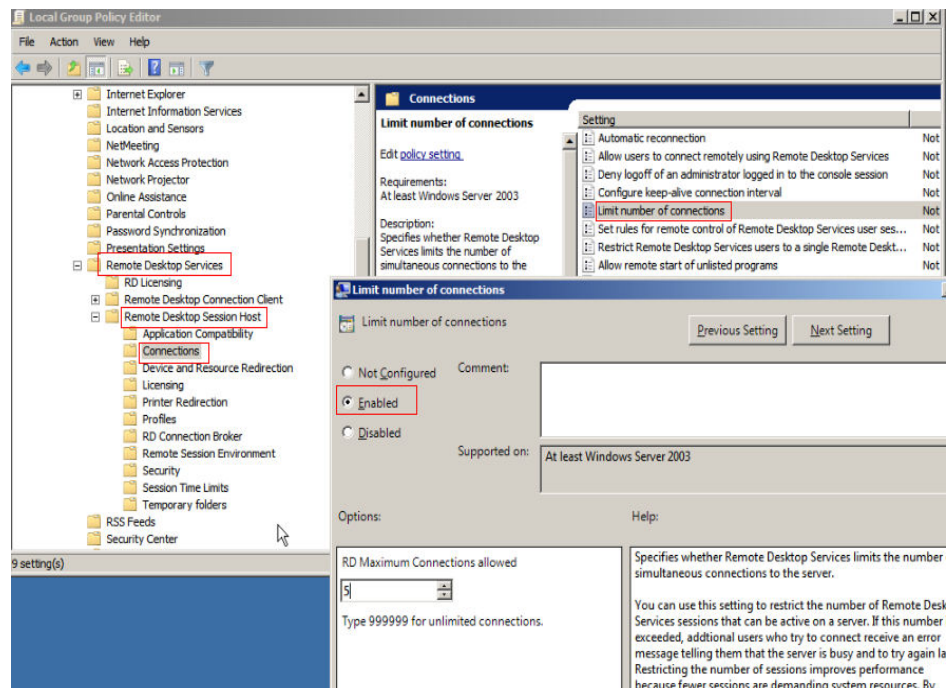 Local Group Policy Editor
File Action View Help
Internet Explorer
Internet Information Services
Location and Sensors
NetMeeting
Network Access Protection
Network Projector
Online Assistance
Parental Controls
Password Synchronization
Presentation Settings
Remote Desktop Services
RD Licensing
Remote Desktop Connection Client
Remote Desktop Session Host
Application Compatibility
Connections
Device and Resource Redirection
Licensing
Printer Redirection
Profiles
RD Connection Broker
Remote Session Environment
Security
Session Time Limits
Temporary folders
RSS Feeds
Security Center
9 setting(s)
Connections
Limit number of connections
Edit policy setting
Requirements:
At least Windows Server 2003
Description:
Specifies whether Remote Desktop
Services limits the number of
simultaneous connections to the
Setting
Automatic reconnection Not
Allow users to connect remotely using Remote Desktop Services Not
Deny logoff of an administrator logged in to the console session Not
Configure keep-alive connection interval Not
Limit number of connections Not
Set rules for remote control of Remote Desktop Services user ses... Not
Restrict Remote Desktop Services users to a single Remote Deskt... Not
Allow remote start of unlisted programs Not
Limit number of connections
Limit number of connections
Previous Setting Next Setting
Not Configured
Enabled
Disabled
Comment:
Supported on: At least Windows Server 2003
Options: Help:
RD Maximum Connections allowed
5
Type 999999 for unlimited connections.
Specifies whether Remote Desktop Services limits the number
simultaneous connections to the server.
You can use this setting to restrict the number of Remote Desk
Services sessions that can be active on a server. If this number
exceeded, addtional users who try to connect receive an error
message telling them that the server is busy and to try again la
Restricting the number of sessions improves performance
because fewer sessions are demanding system resources. By